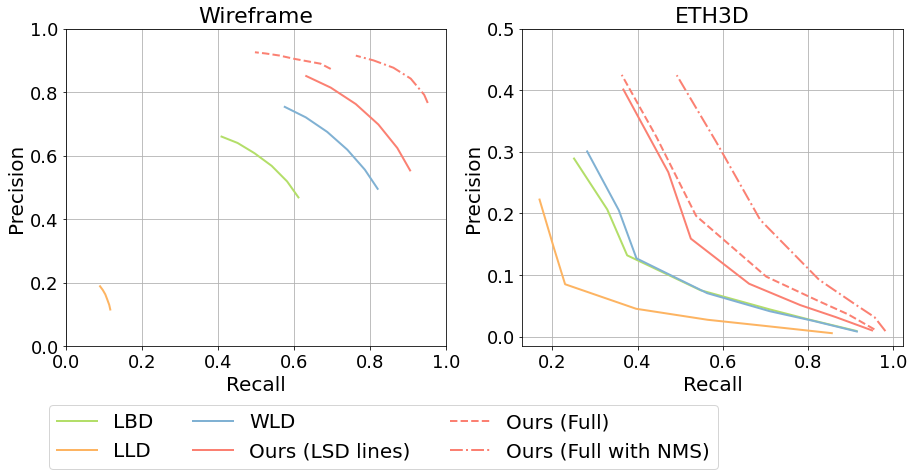 Wireframe
1.0
0.8
0.6
0.4
0.2
0.0
Precision
0.0 0.2 0.4 0.6 0.8 1.0
Recall
ETH3D
0.5
0.4
0.3
0.2
0.1
0.0
Precision
0.2 0.4 0.6 0.8 1.0
Recall
LBD WLD Ours (Full)
LLD Ours (LSD lines) Ours (Full with NMS)